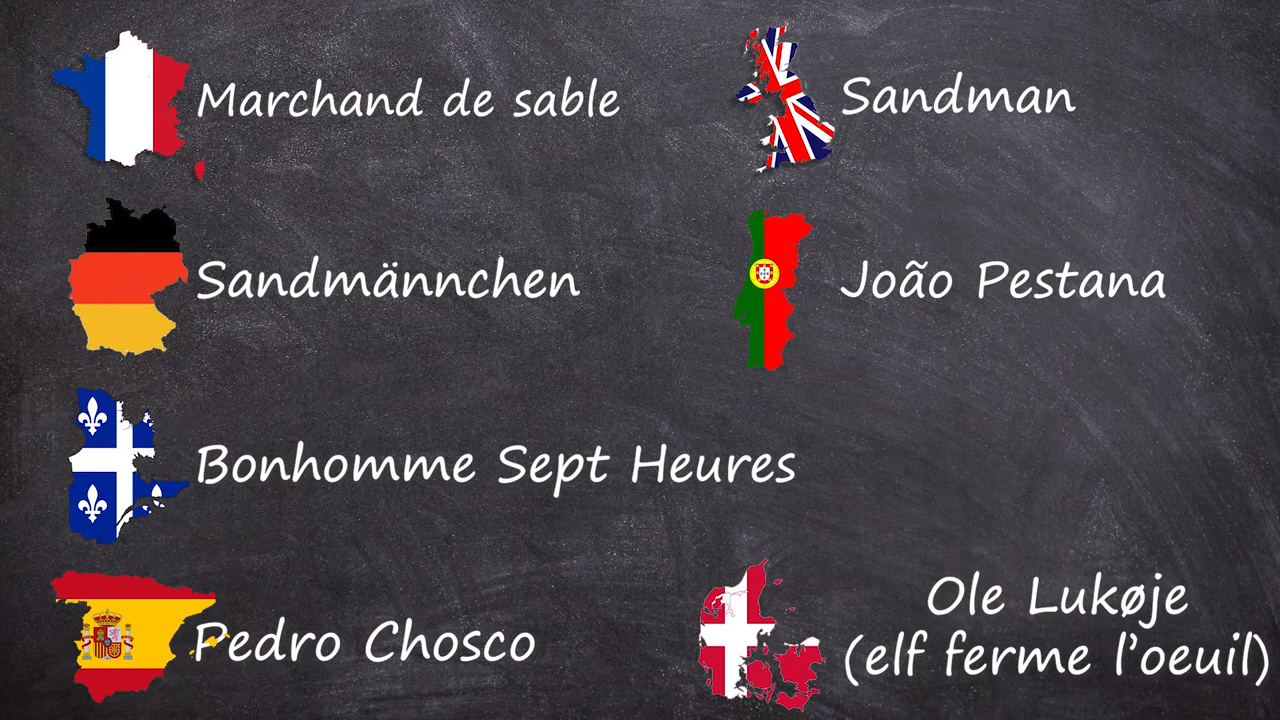 Marchand de sable
Sandman
Sandmännchen
João Pestana
Bonhomme Sept Heures
Pedro Chosco
Ole Lukøje
(elf ferme l'oeuil)